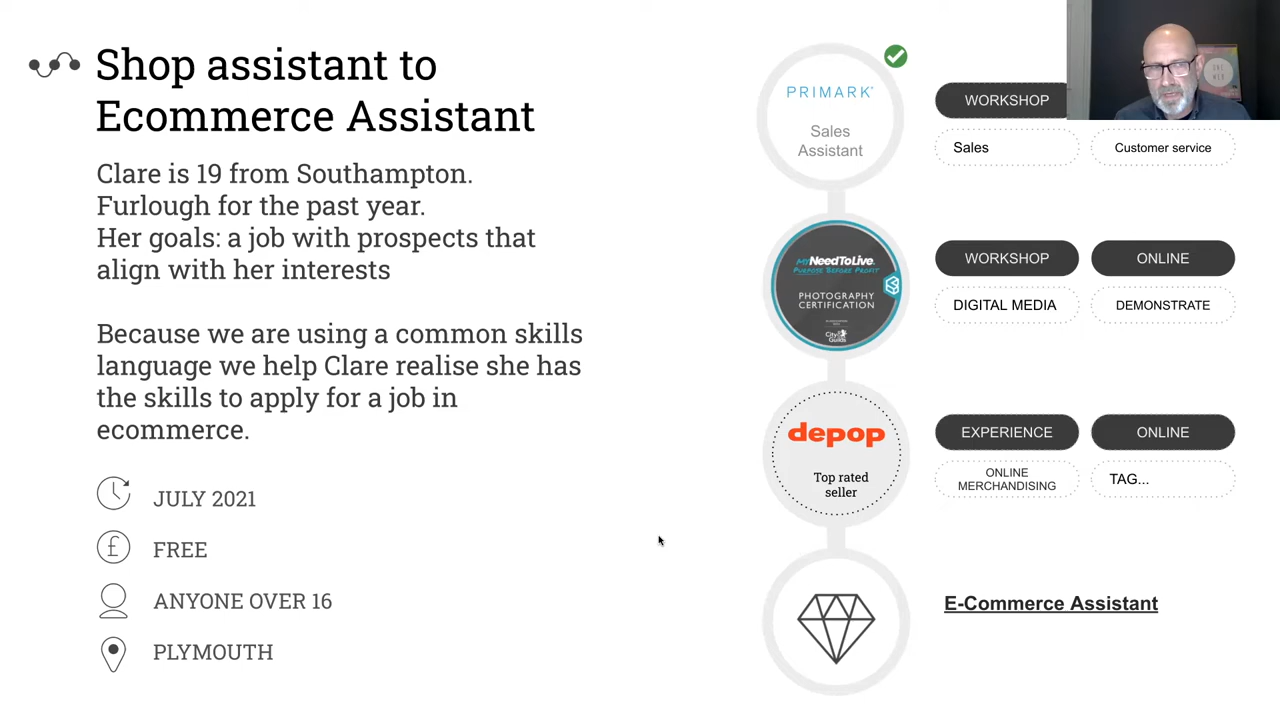 Shop assistant to
Ecommerce Assistant
Clare is 19 from Southampton.
Furlough for the past year.
Her goals: a job with prospects that
align with her interests
Because we are using a common skills
language we help Clare realise she has
the skills to apply for a job in
ecommerce.
JULY 2021
FREE
ANYONE OVER 16
PLYMOUTH
PRIMARK
Sales
Assistant
WORKSHOP
Sales
Customer service
MYNEEDTOLIVE.
PURPOSE BEFORE PROFIT
PHOTOGRAPHY
CERTIFICATION
City&
Guilds
WORKSHOP
ONLINE
DIGITAL MEDIA
DEMONSTRATE
depop
Top rated
seller
EXPERIENCE
ONLINE
ONLINE
MERCHANDISING
TAG...
E-Commerce Assistant